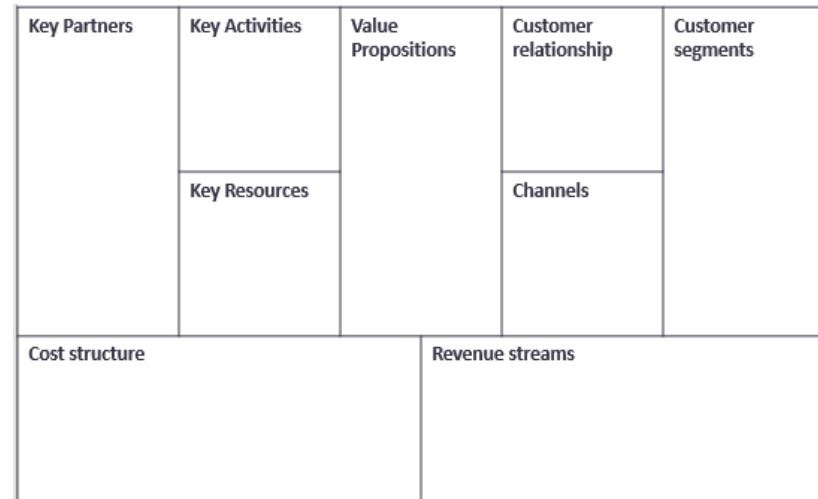 Key Partners
Key Activities
Value
Propositions
Customer
relationship
Customer
segments
Key Resources
Channels
Cost structure
Revenue streams